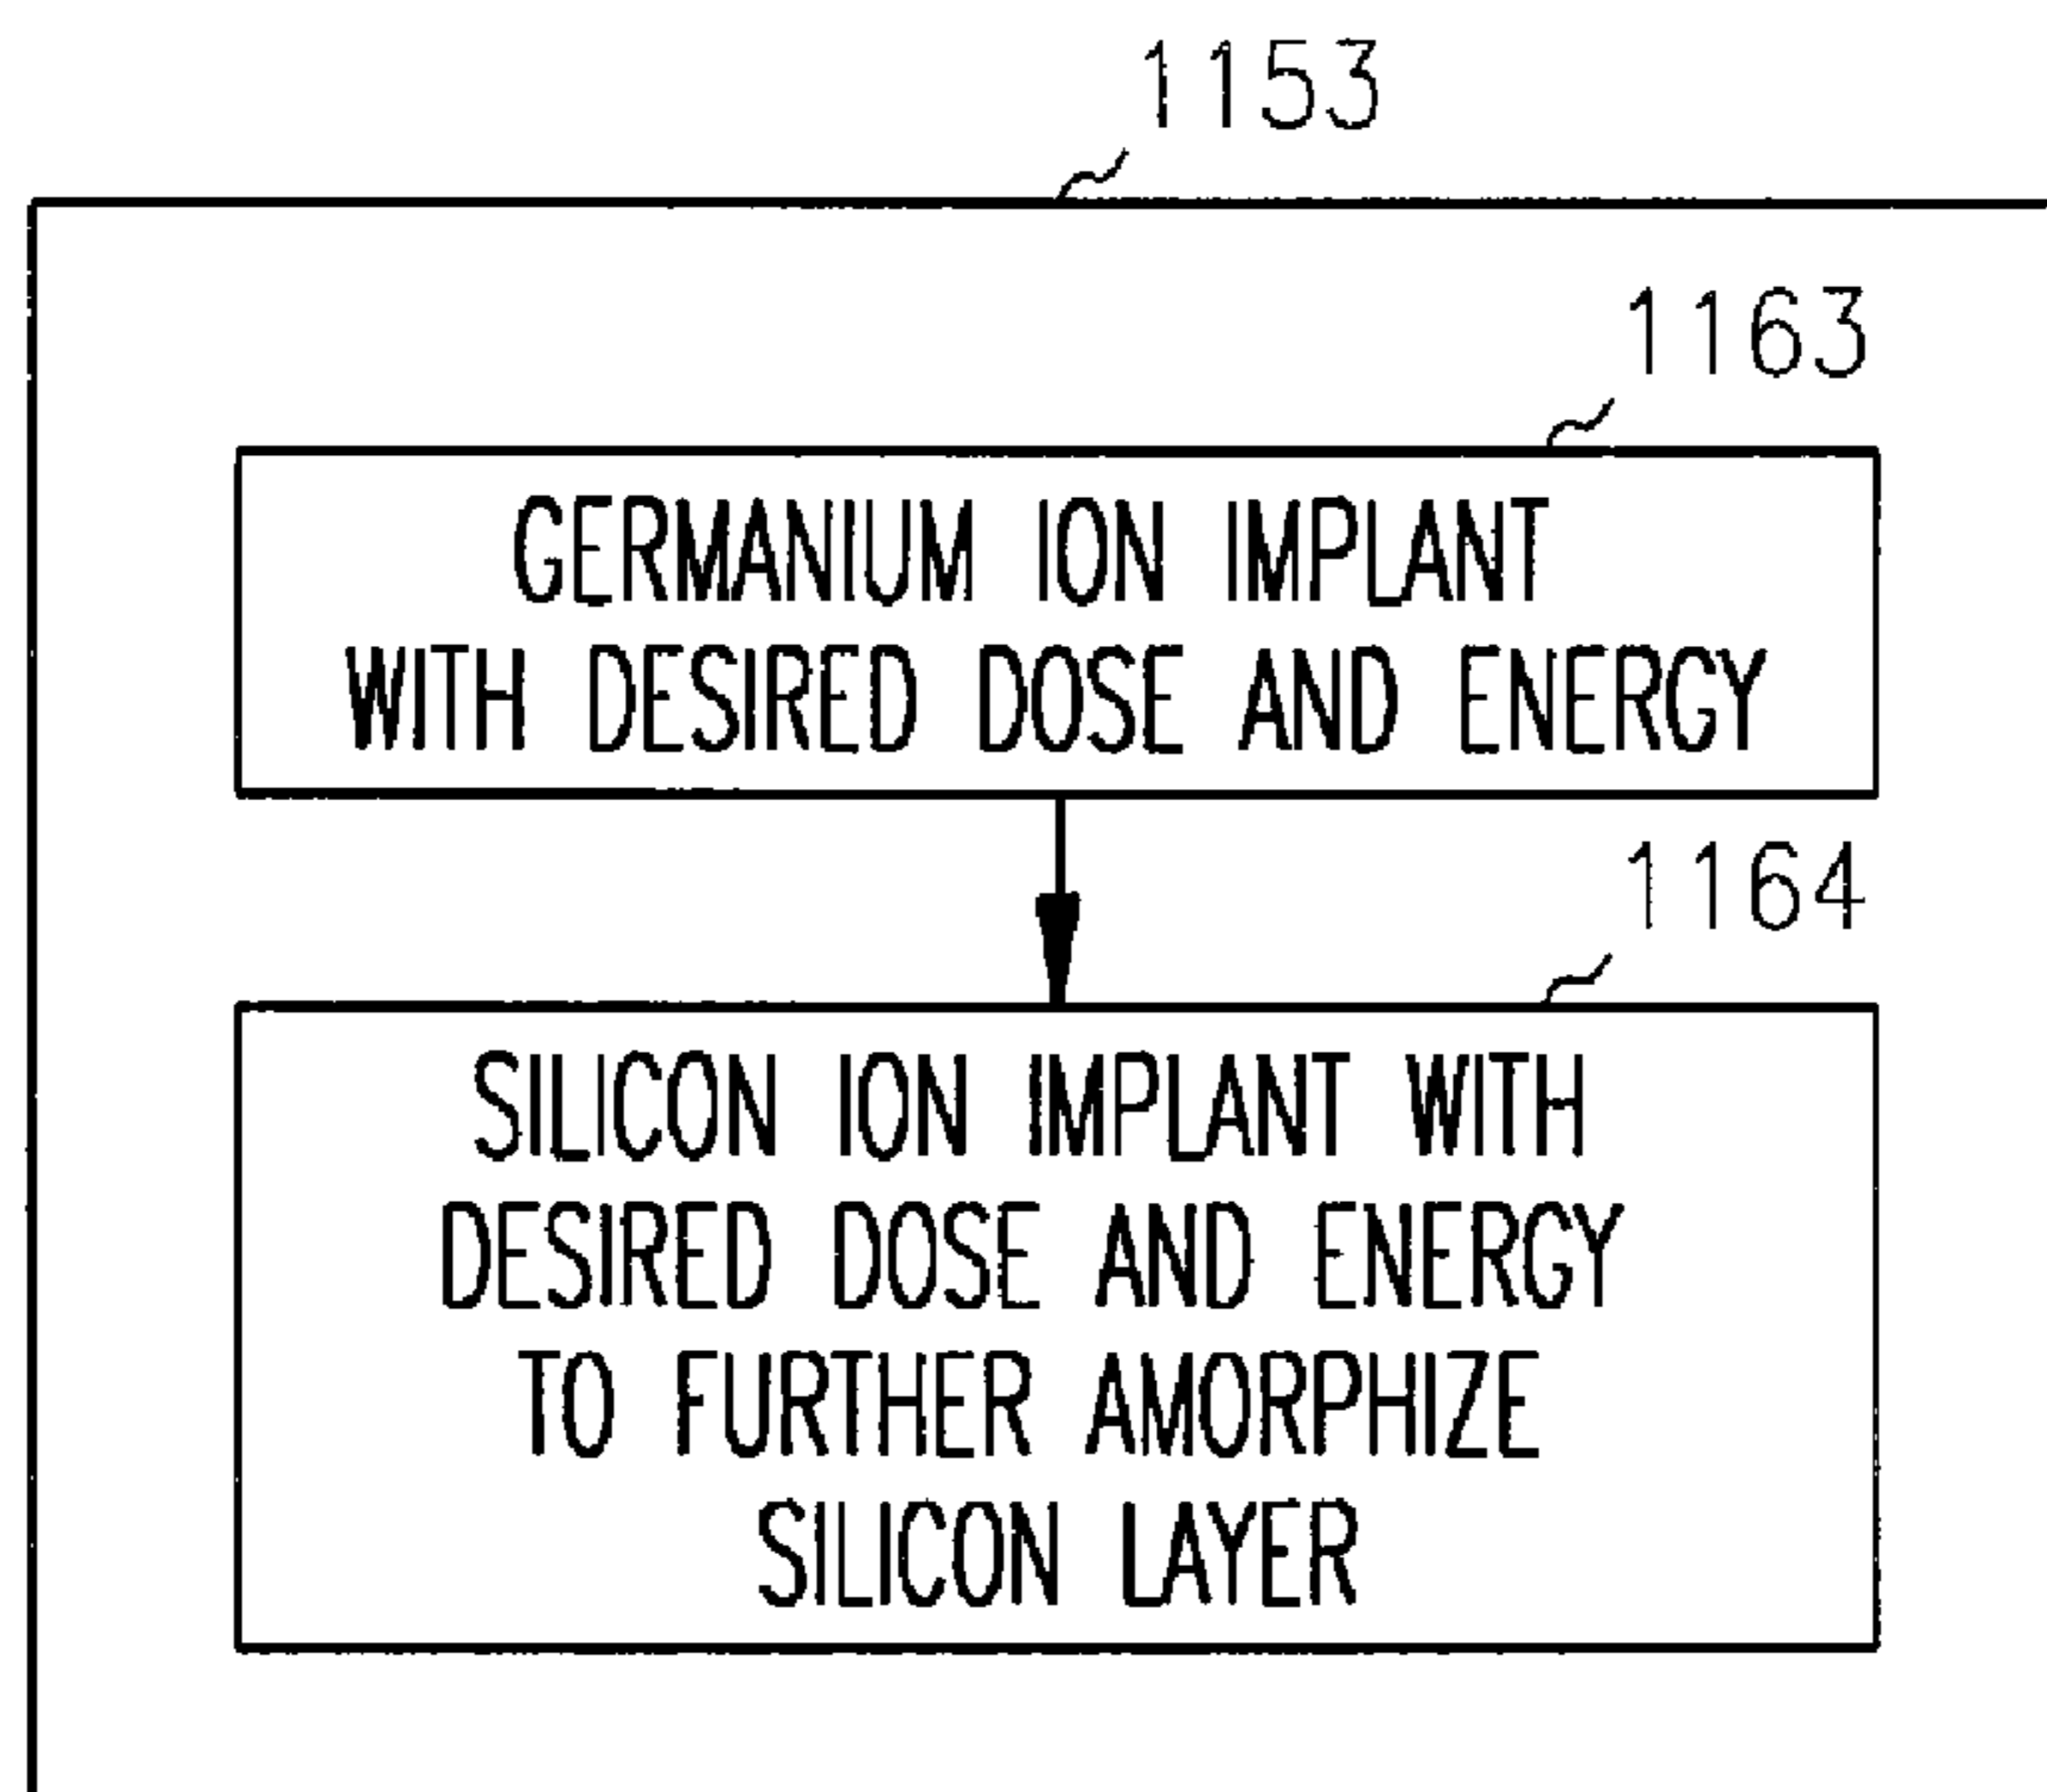 1153
1163
GERMANIUM ION IMPLANT
WITH DESIRED DOSE AND ENERGY
1164
SILICON ION IMPLANT WITH
DESIRED DOSE AND ENERGY
TO FURTHER AMORPHIZE
SILICON LAYER